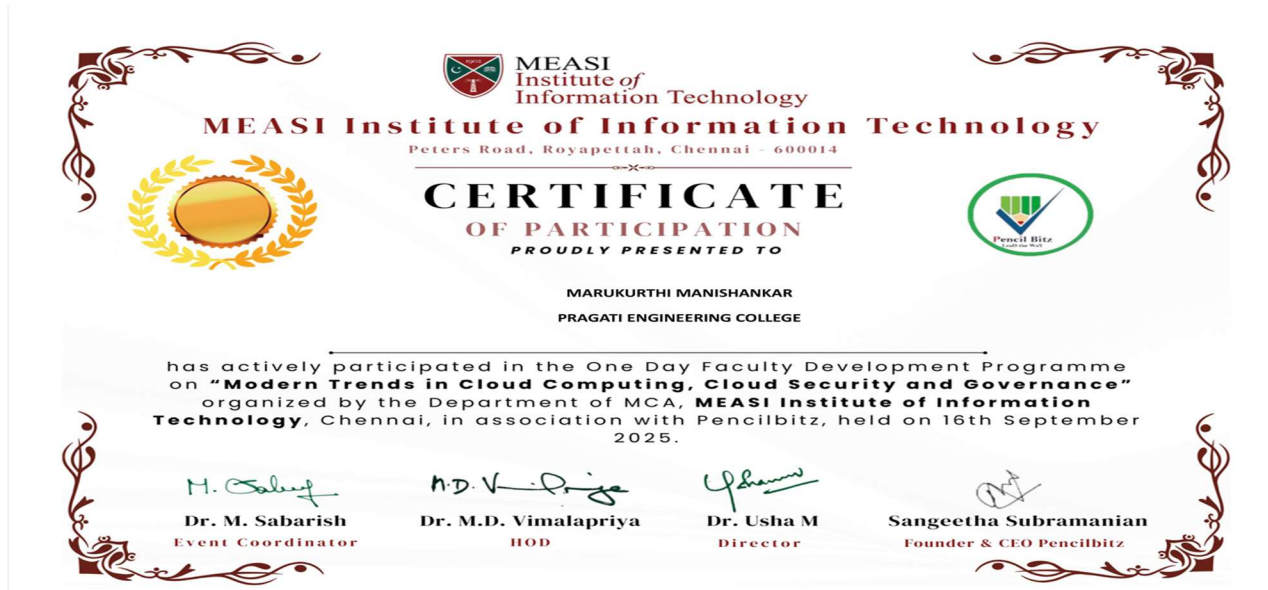 1902
MEASI
Institute of
Information Technology
MEASI Institute of Information Technology
Peters Road, Royapettah, Chennai - 600014
CERTIFICATE
OF PARTICIPATION
PROUDLY PRESENTED TO
Pencil Bitz
MARUKURTHI MANISHANKAR
PRAGATI ENGINEERING COLLEGE
has actively participated in the One Day Faculty Development Programme
on “Modern Trends in Cloud Computing, Cloud Security and Governance”
organized by the Department of MCA, MEASI Institute of Information
Technology, Chennai, in association with Pencilbitz, held on 16th September
2025.
Dr. M. Sabarish
Dr. M.D. Vimalapriya
Dr. Usha M
Sangeetha Subramanian
Event Coordinator
HOD
Director
Founder & CEO Pencilbitz